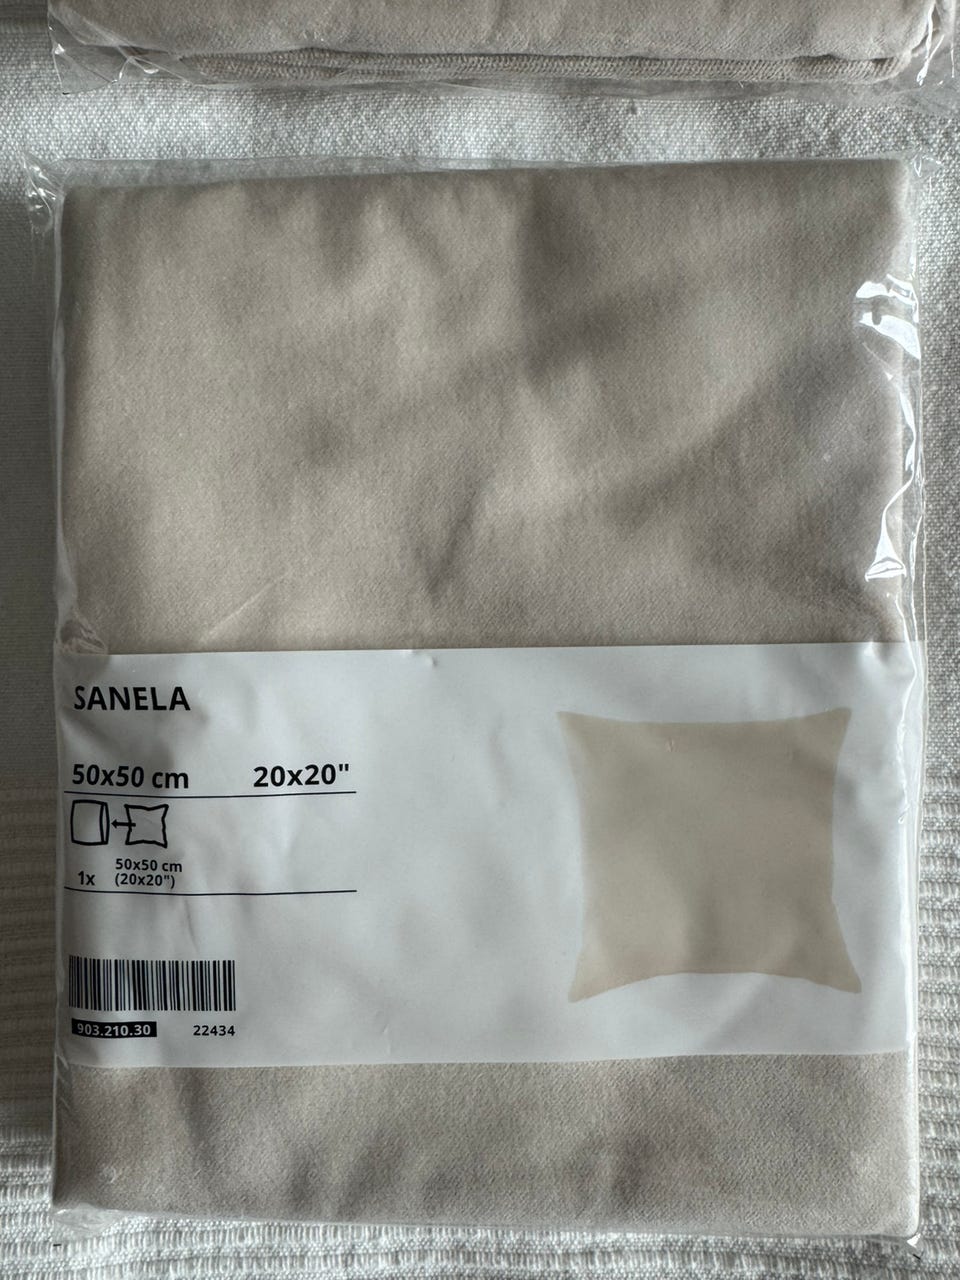 SANELA
50x50 cm 20x20"
1x 50x50 cm
(20x20")
903.210.30 22434